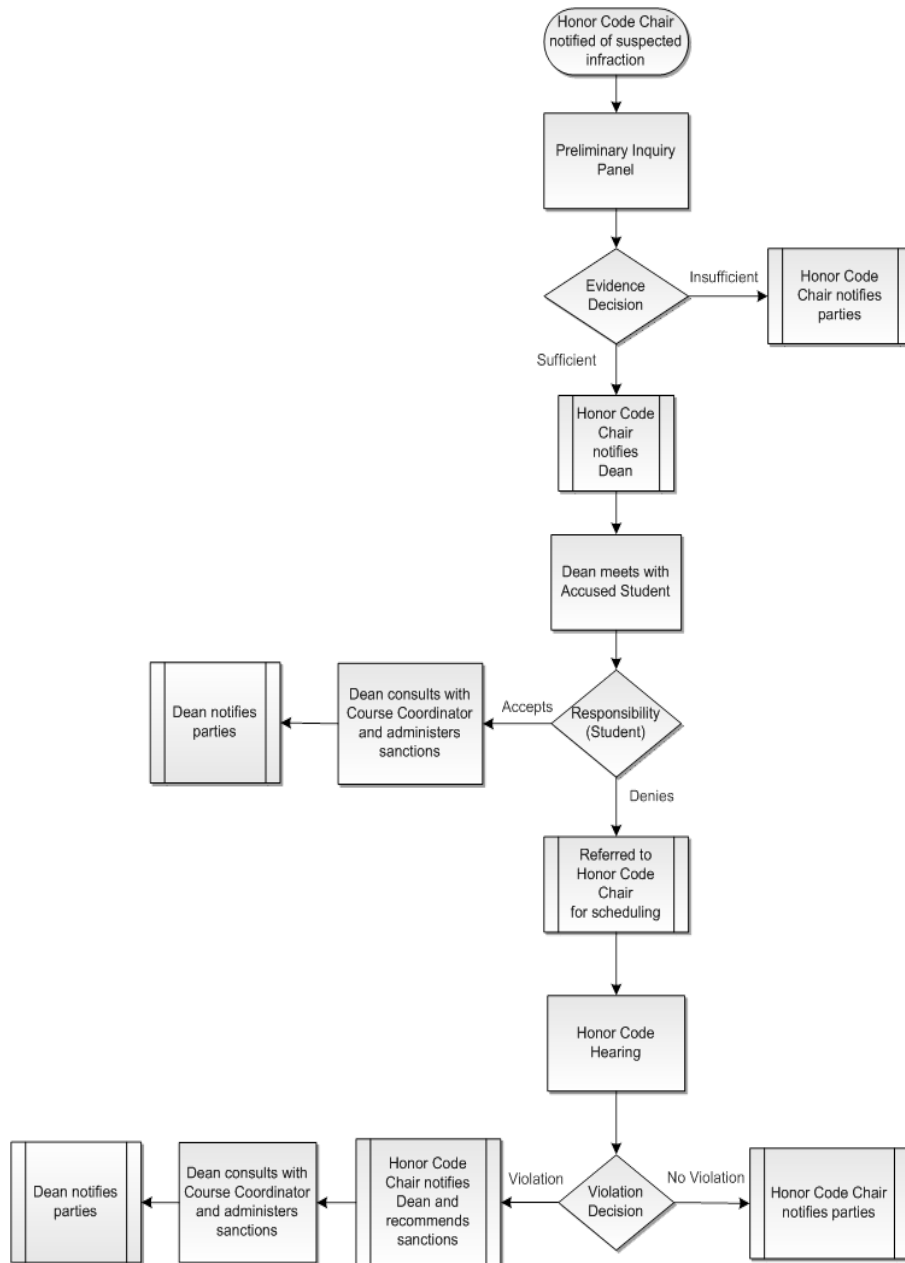 Honor Code Chair
notified of suspected
infraction
Preliminary Inquiry
Panel
Evidence
Decision
Insufficient
Honor Code
Chair notifies
parties
Sufficient
Honor Code
Chair
notifies
Dean
Dean meets with
Accused Student
Responsibility
(Student)
Accepts
Dean consults with
Course Coordinator
and administers
sanctions
Dean notifies
parties
Denies
Referred to
Honor Code
Chair
for scheduling
Honor Code
Hearing
Violation
Decision
Violation
Honor Code
Chair notifies
Dean and
recommends
sanctions
Dean consults with
Course Coordinator
and administers
sanctions
Dean notifies
parties
No Violation
Honor Code Chair
notifies parties